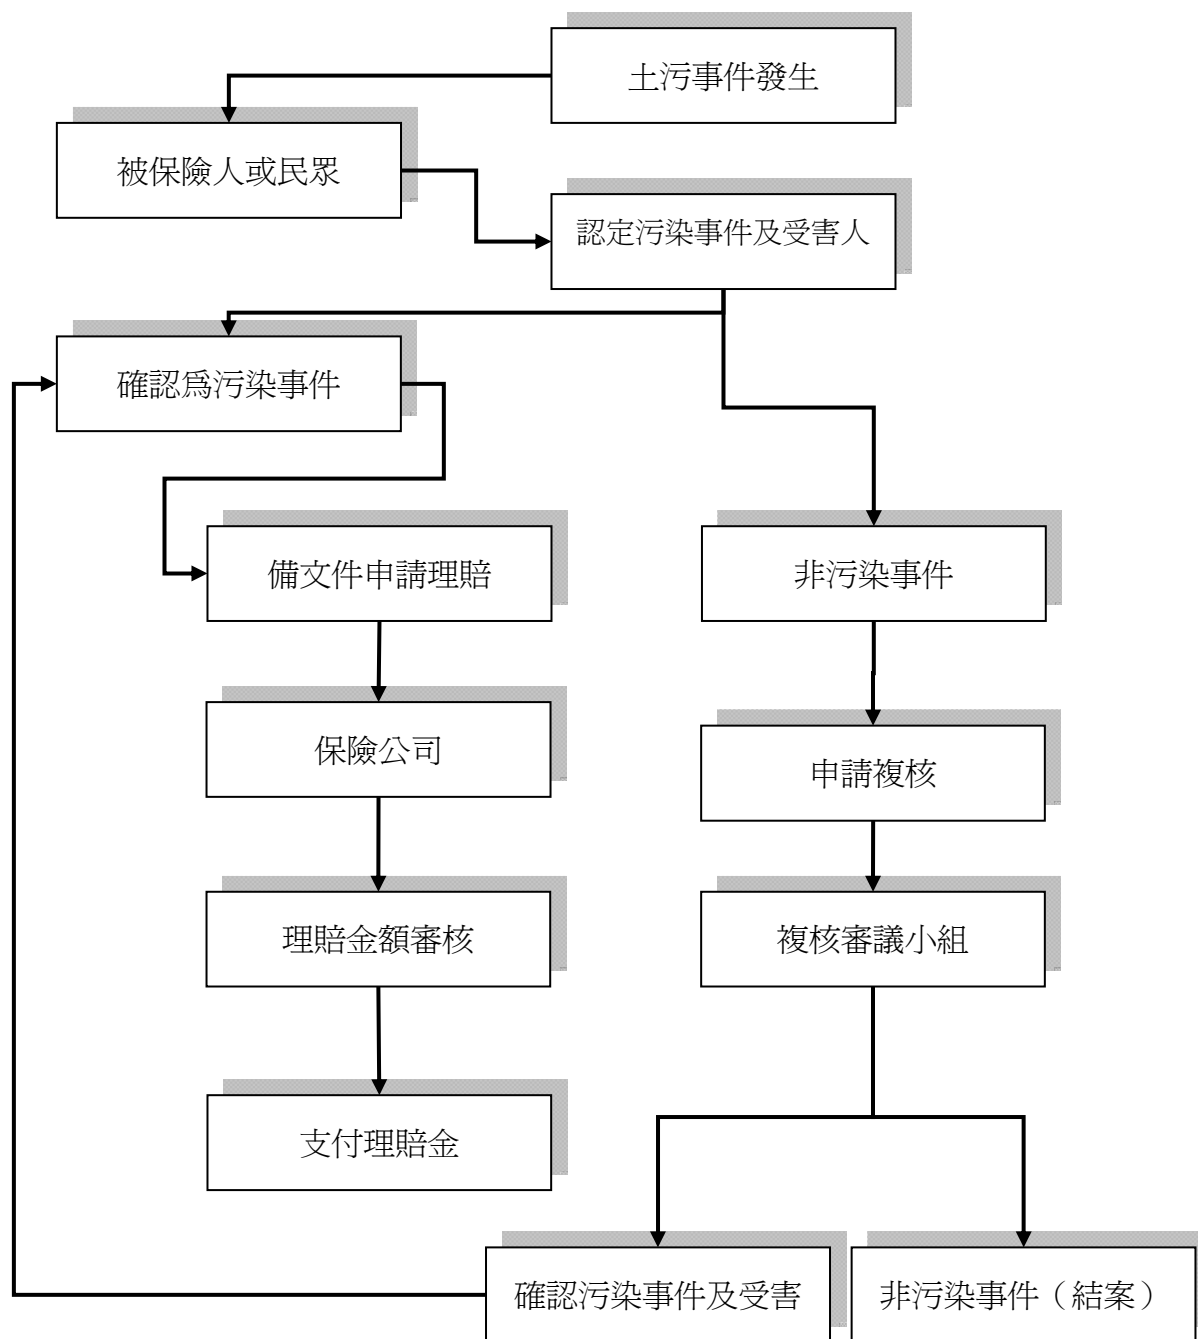 土污事件發生
被保險人或民眾
認定污染事件及受害人
確認爲污染事件
備文件申請理賠
非污染事件
保險公司
申請複核
理賠金額審核
複核審議小組
支付理賠金
確認污染事件及受害
非污染事件（結案）